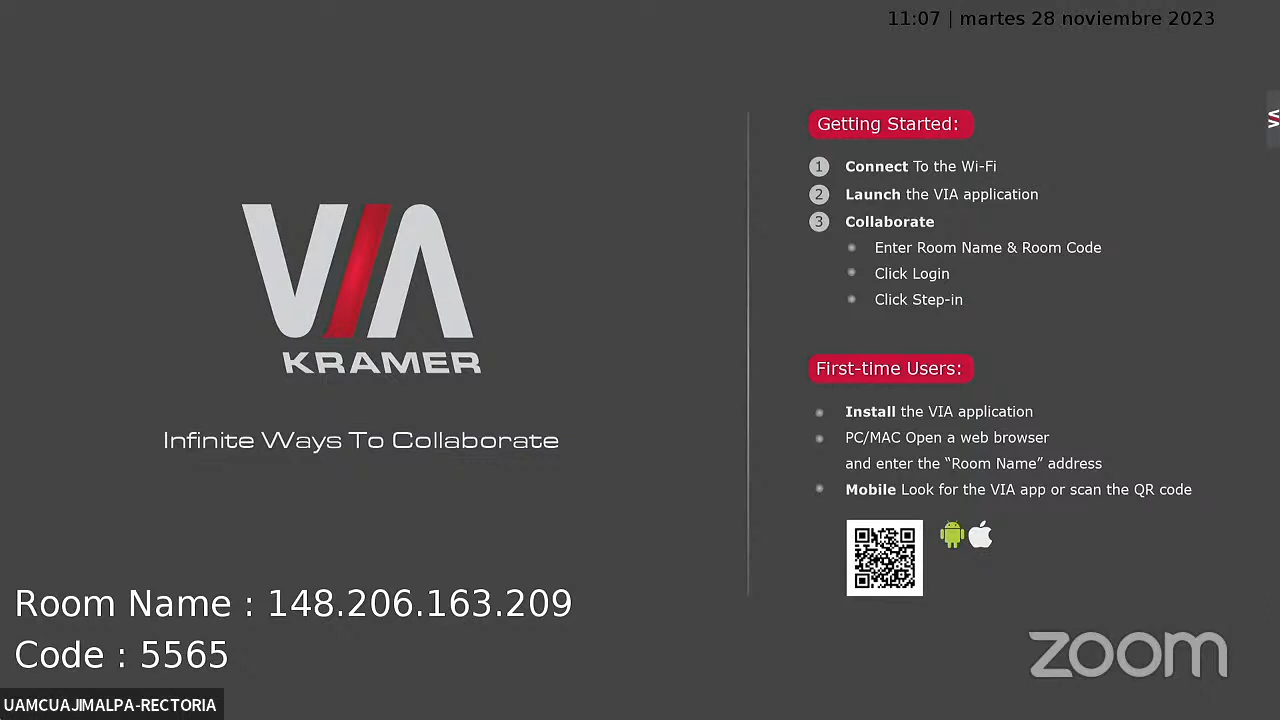 11:07 | martes 28 noviembre 2023
VIA
KRAMER
Infinite Ways To Collaborate
Getting Started:
1 Connect To the Wi-Fi
2 Launch the VIA application
3 Collaborate
Enter Room Name & Room Code
Click Login
Click Step-in
First-time Users:
Install the VIA application
PC/MAC Open a web browser
and enter the “Room Name” address
Mobile Look for the VIA app or scan the QR code
Room Name : 148.206.163.209
Code : 5565
zoom
UAMCUAJIMALPA-RECTORIA